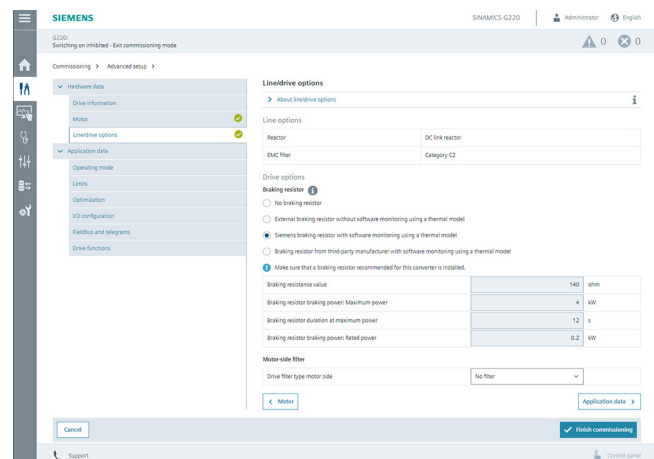 SIEMENS
SINAMICS G220
Administrator
English
G220:
Switching on inhibited - Exit commissioning mode
0
0
Commissioning > Advanced setup >
Hardware data
Drive information
Motor
Line/drive options
Application data
Operating mode
Limits
Optimization
I/O configuration
Fieldbus and telegrams
Drive functions
Line/drive options
> About line/drive options
Line options
Reactor DC link reactor
EMC filter Category C2
Drive options
Braking resistor
No braking resistor
External braking resistor without software monitoring using a thermal model
Siemens braking resistor with software monitoring using a thermal model
Braking resistor from third-party manufacturer with software monitoring using a thermal model
Make sure that a braking resistor recommended for this converter is installed.
Braking resistance value 140 ohm
Braking resistor braking power: Maximum power 4 kW
Braking resistor duration at maximum power 12 s
Braking resistor braking power: Rated power 0.2 kW
Motor-side filter
Drive filter type motor side No filter
< Motor
Application data >
Cancel
Finish commissioning
Support
Control panel